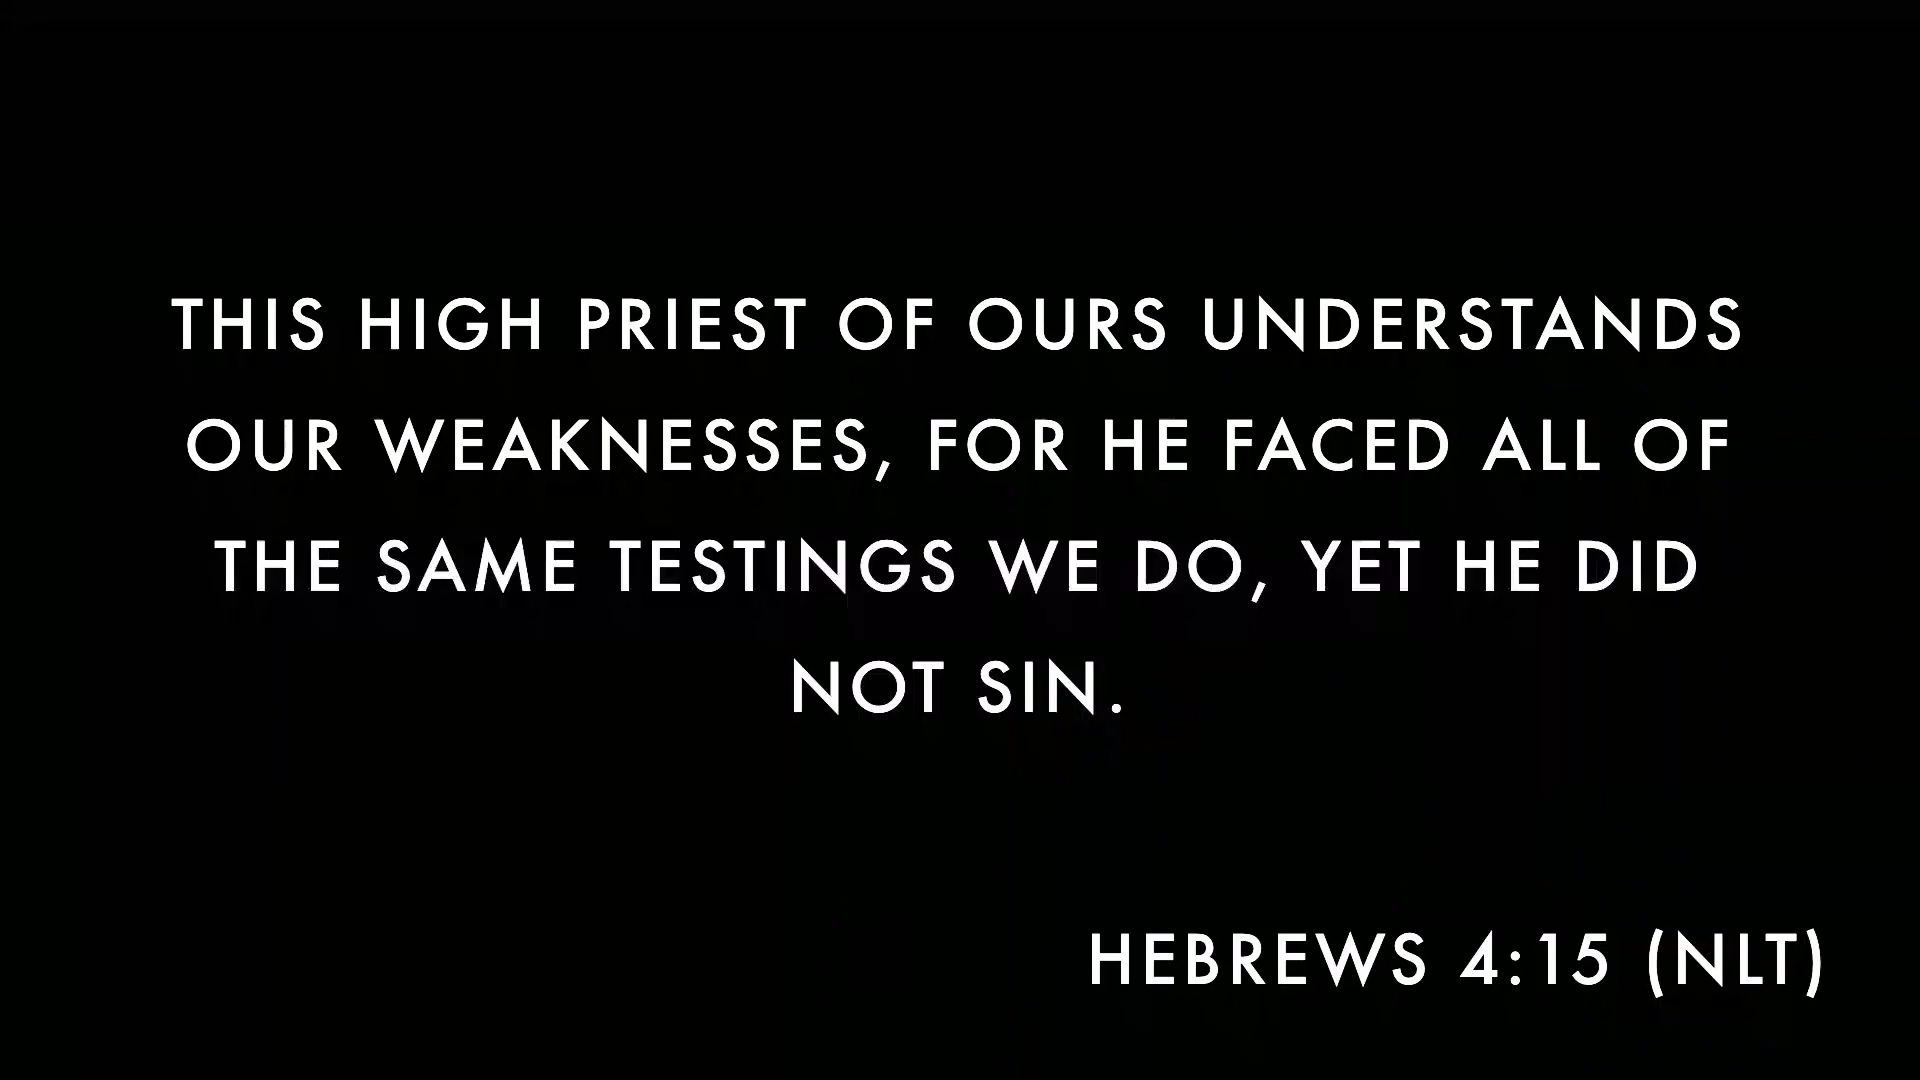 THIS HIGH PRIEST OF OURS UNDERSTANDS
OUR WEAKNESSES, FOR HE FACED ALL OF
THE SAME TESTINGS WE DO, YET HE DID
NOT SIN.
HEBREWS 4:15 (NLT)